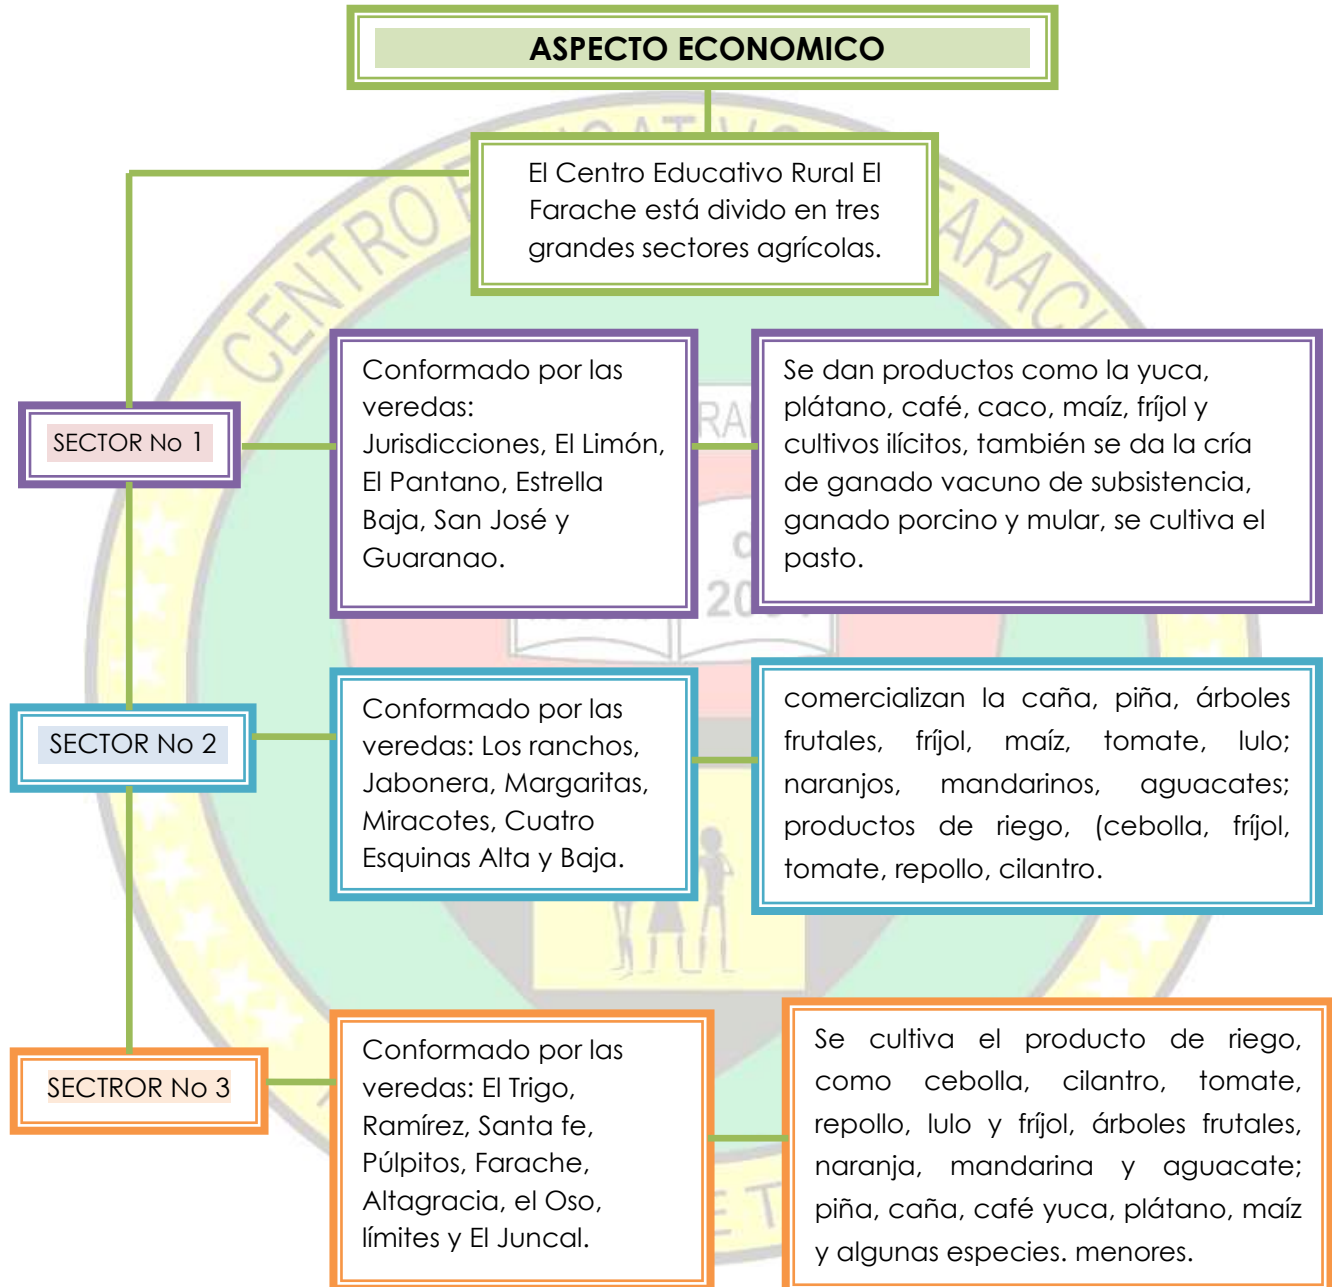 ASPECTO ECONOMICO
El Centro Educativo Rural El
Farache está divido en tres
grandes sectores agrícolas.
SECTOR No 1
Conformado por las
veredas:
Jurisdicciones, El Limón,
El Pantano, Estrella
Baja, San José y
Guaranao.
Se dan productos como la yuca,
plátano, café, caco, maíz, fríjol y
cultivos ilícitos, también se da la cría
de ganado vacuno de subsistencia,
ganado porcino y mular, se cultiva el
pasto.
SECTOR No 2
Conformado por las
veredas: Los ranchos,
Jabonera, Margaritas,
Miracotes, Cuatro
Esquinas Alta y Baja.
comercializan la caña, piña, árboles
frutales, fríjol, maíz, tomate, lulo;
naranjos, mandarinos, aguacates;
productos de riego, (cebolla, fríjol,
tomate, repollo, cilantro.
SECTROR No 3
Conformado por las
veredas: El Trigo,
Ramírez, Santa fe,
Púlpitos, Farache,
Altagracia, el Oso,
límites y El Juncal.
Se cultiva el producto de riego,
como cebolla, cilantro, tomate,
repollo, lulo y fríjol, árboles frutales,
naranja, mandarina y aguacate;
piña, caña, café yuca, plátano, maíz
y algunas especies. menores.
CENTRO